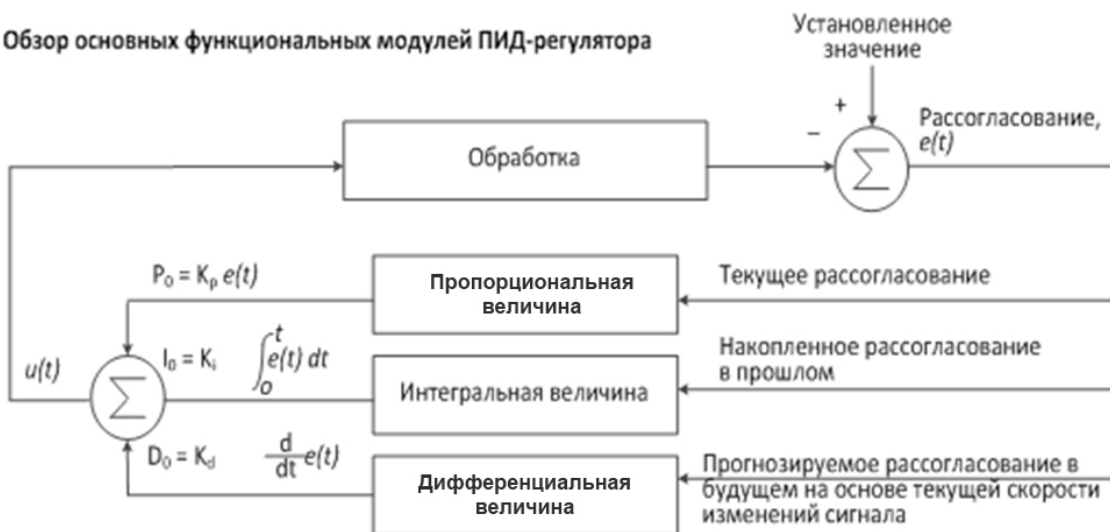 Обзор основных функциональных модулей ПИД-регулятора
Установленное
значение
+
−
Рассогласование,
e(t)
Обработка
∑
P₀ = Kₚ e(t)
Пропорциональная
величина
Текущее рассогласование
u(t)
∑
I₀ = Kᵢ ∫₀ᵗ e(t) dt
Интегральная величина
Накопленное рассогласование
в прошлом
D₀ = K_d d/dt e(t)
Дифференциальная
величина
Прогнозируемое рассогласование в
будущем на основе текущей скорости
изменений сигнала